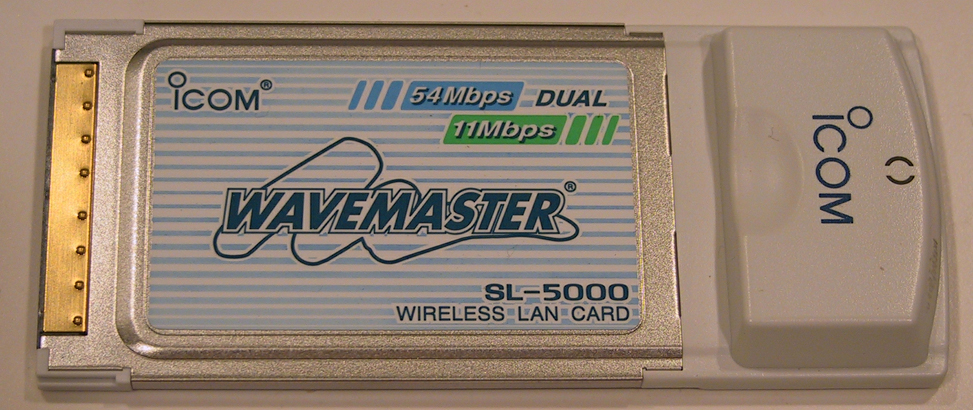 ICOM®
54Mbps DUAL
11Mbps
WAVEMASTER®
SL-5000
WIRELESS LAN CARD
ICOM